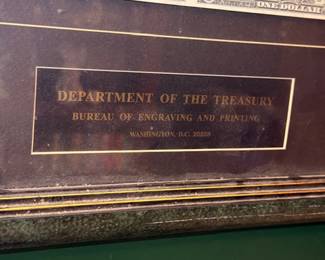 ONE DOLLAR
DEPARTMENT OF THE TREASURY
BUREAU OF ENGRAVING AND PRINTING
WASHINGTON, D.C. 20228